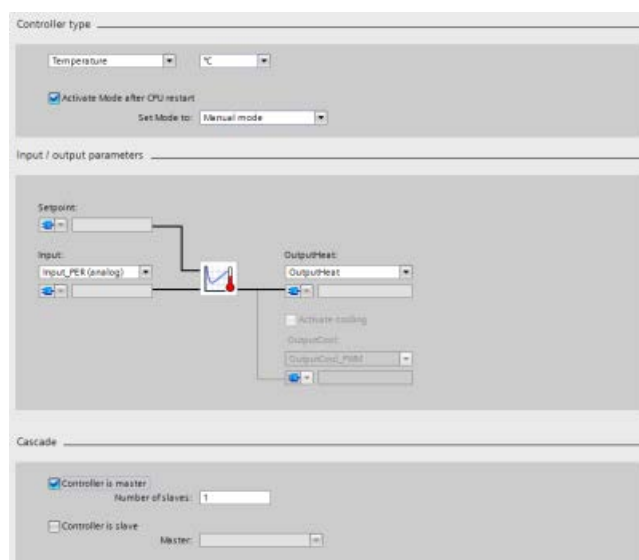 Controller type
Temperature °C
Activate Mode after CPU restart
Set Mode to: Manual mode
Input / output parameters
Setpoint:
Input: OutputHeat:
Input_PER (analog) OutputHeat
Activate cooling
OutputCool:
OutputCool_PWM
Cascade
Controller is master
Number of slaves: 1
Controller is slave
Master: